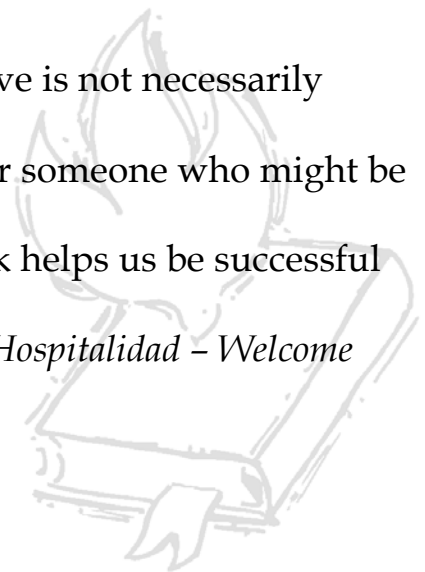 ve is not necessarily
r someone who might be
k helps us be successful
Hospitalidad – Welcome